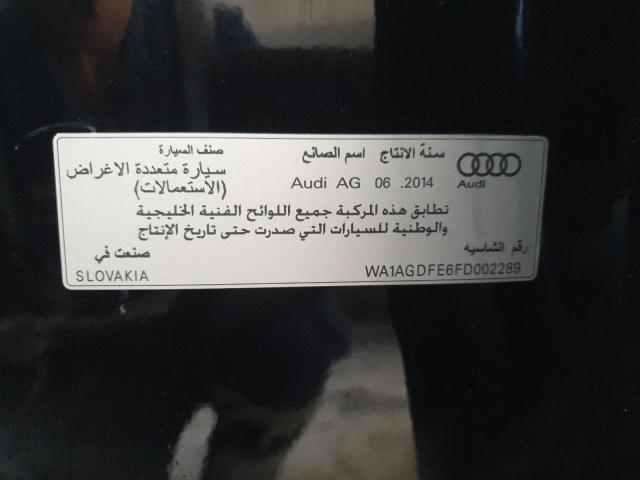 سنة الانتاج اسم الصانع صنف السيارة
Audi AG 06 .2014 سيارة متعددة الاغراض
Audi (الاستعمالات)
تطابق هذه المركبة جميع اللوائح الفنية الخليجية
والوطنية للسيارات التي صدرت حتى تاريخ الإنتاج
رقم الشاسيه صنعت في
WA1AGDFE6FD002289 SLOVAKIA